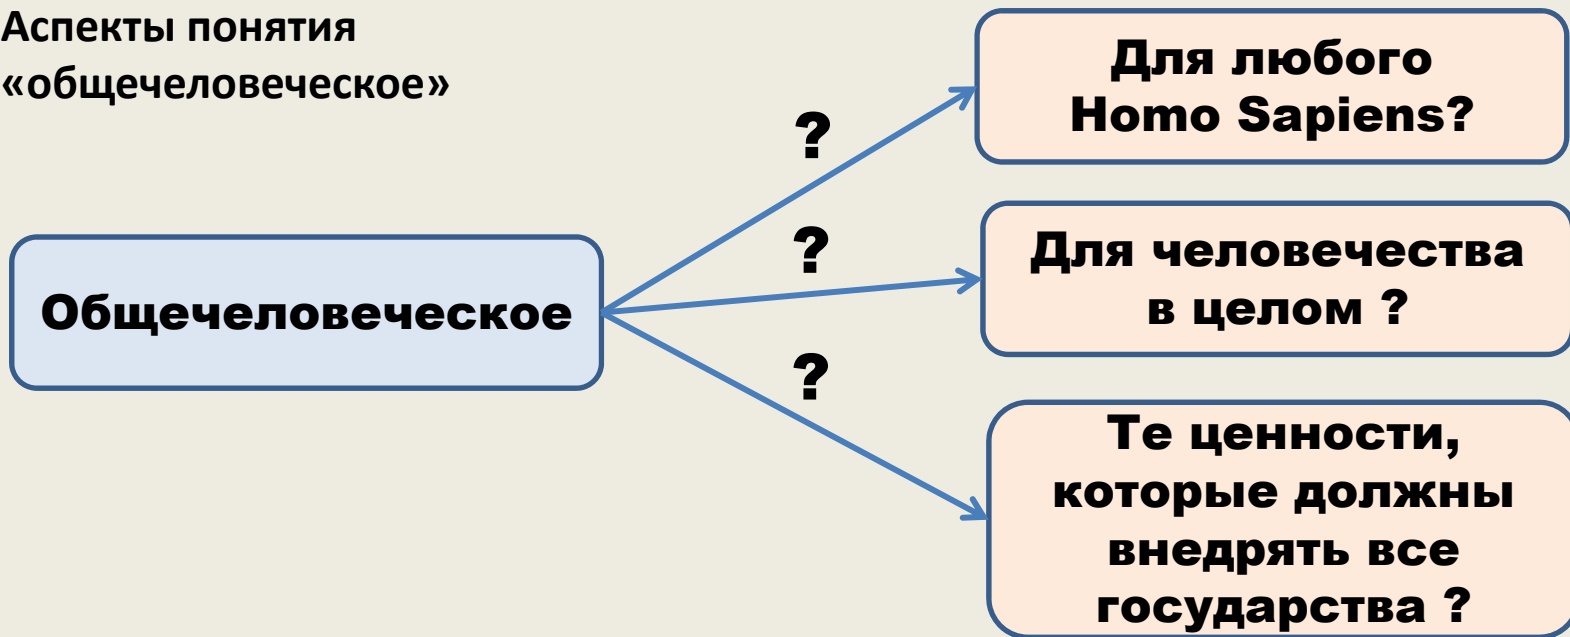 Аспекты понятия
«общечеловеческое»
Для любого
Homo Sapiens?
?
?
Для человечества
в целом ?
Общечеловеческое
?
Те ценности,
которые должны
внедрять все
государства ?